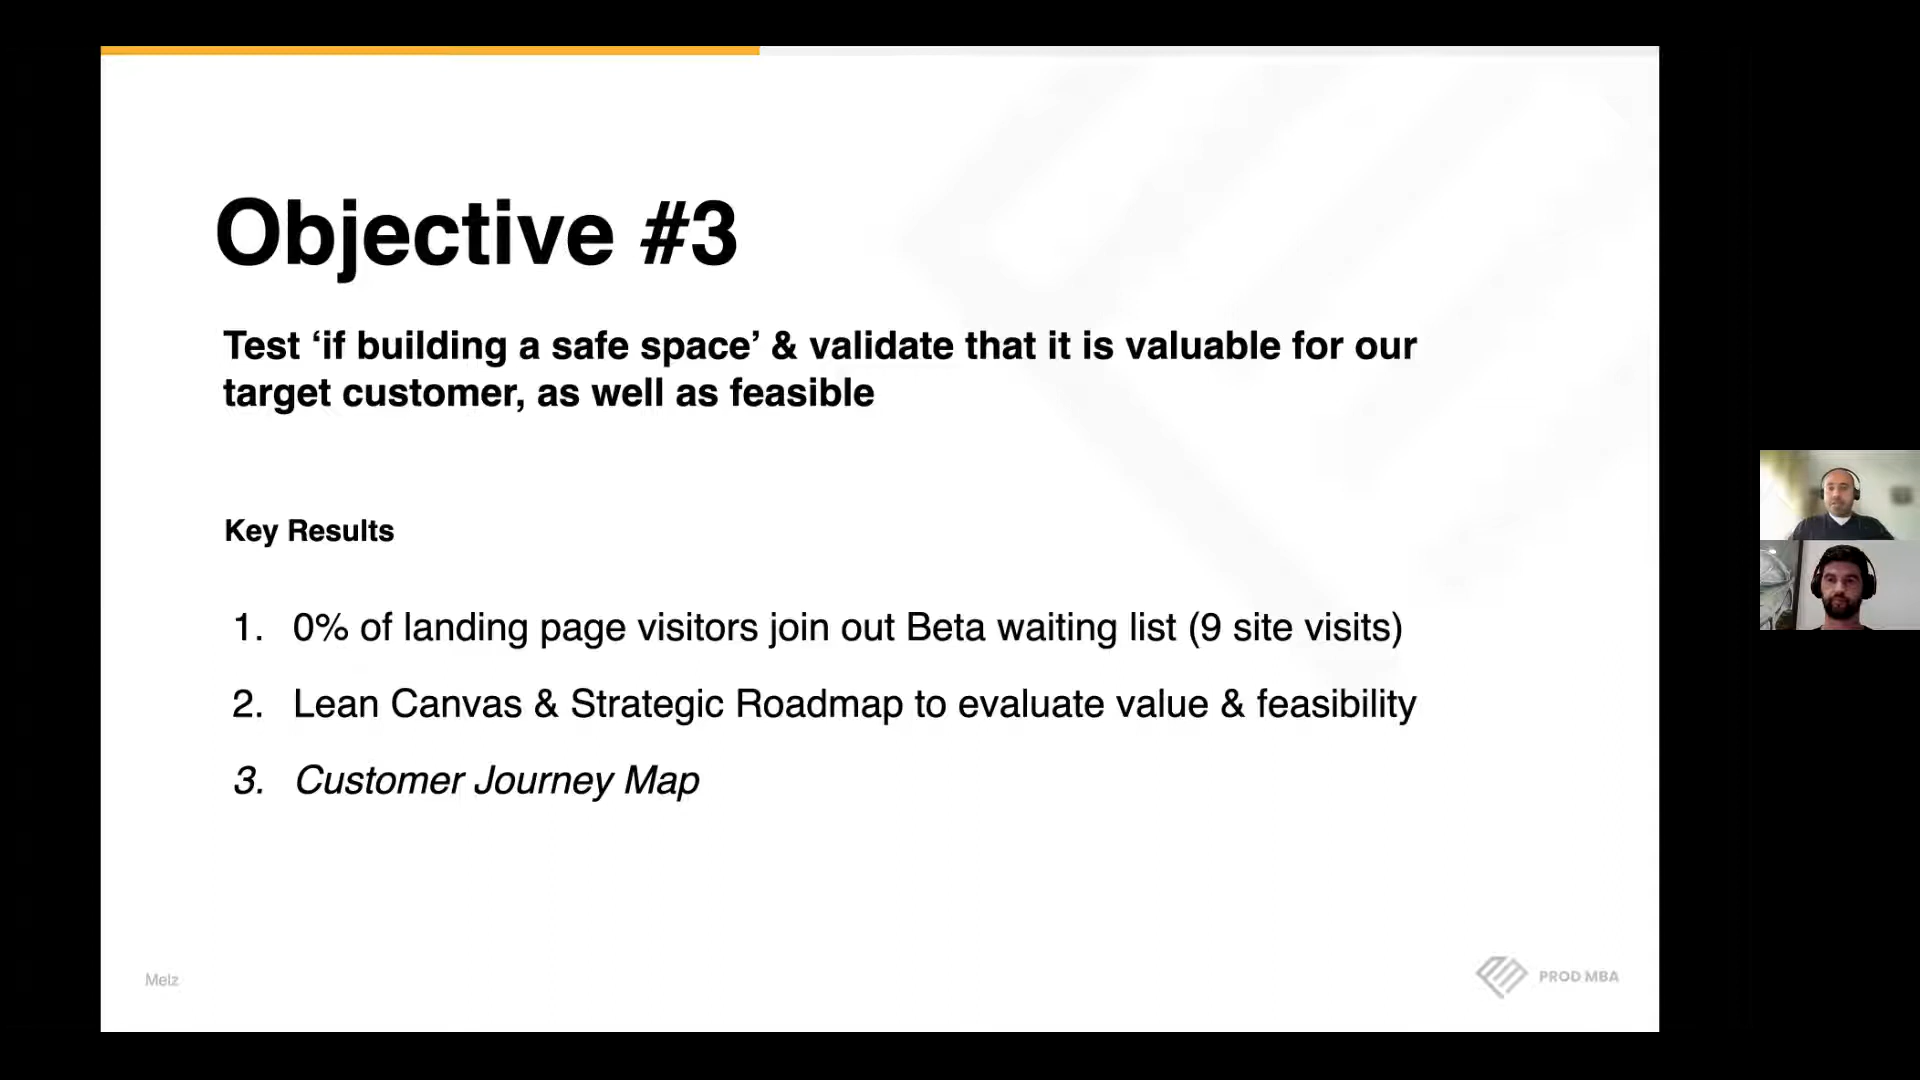 Objective #3
Test ‘if building a safe space’ & validate that it is valuable for our
target customer, as well as feasible
Key Results
1. 0% of landing page visitors join out Beta waiting list (9 site visits)
2. Lean Canvas & Strategic Roadmap to evaluate value & feasibility
3. Customer Journey Map
Melz
PROD MBA